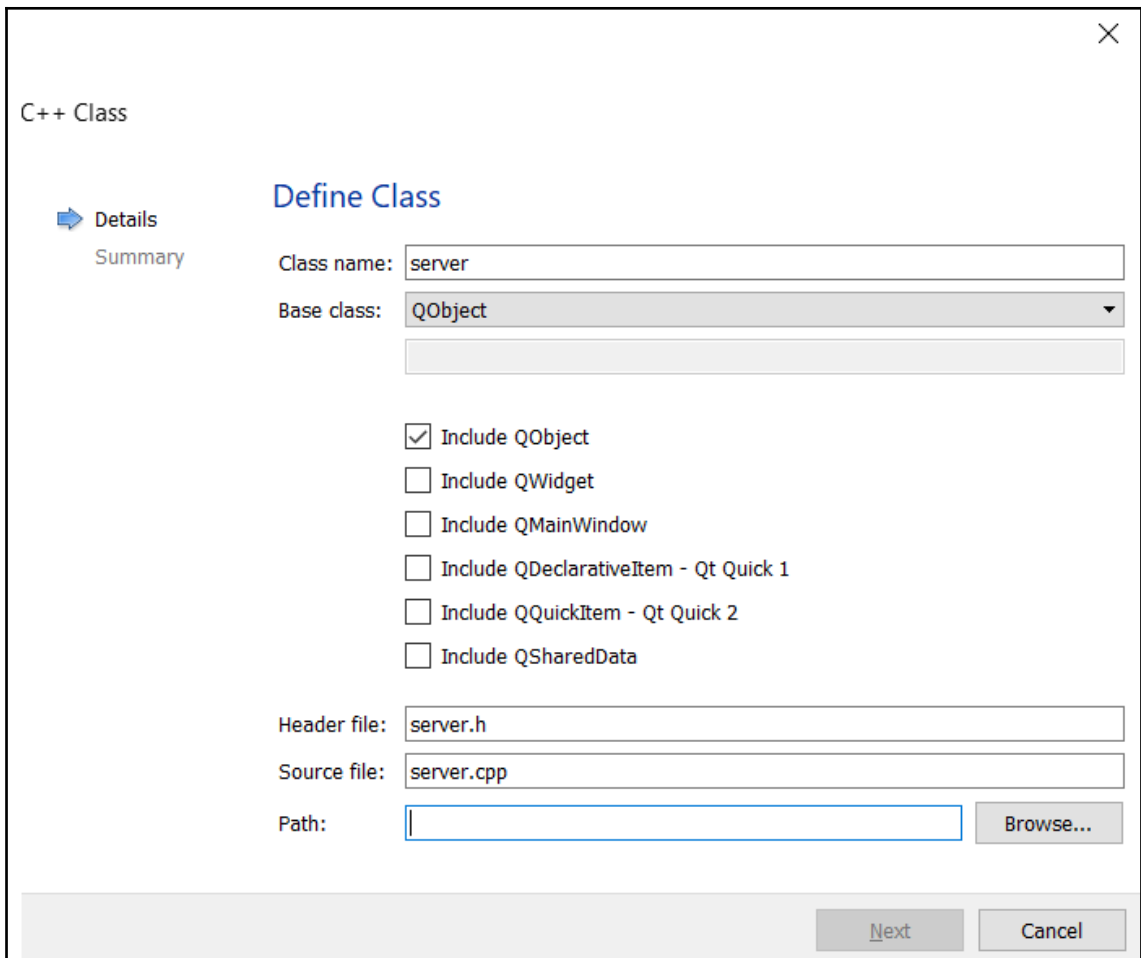 C++ Class
Define Class
Details
Summary
Class name: server
Base class: QObject
Include QObject
Include QWidget
Include QMainWindow
Include QDeclarativeItem - Qt Quick 1
Include QQuickItem - Qt Quick 2
Include QSharedData
Header file: server.h
Source file: server.cpp
Path: Browse...
Next Cancel